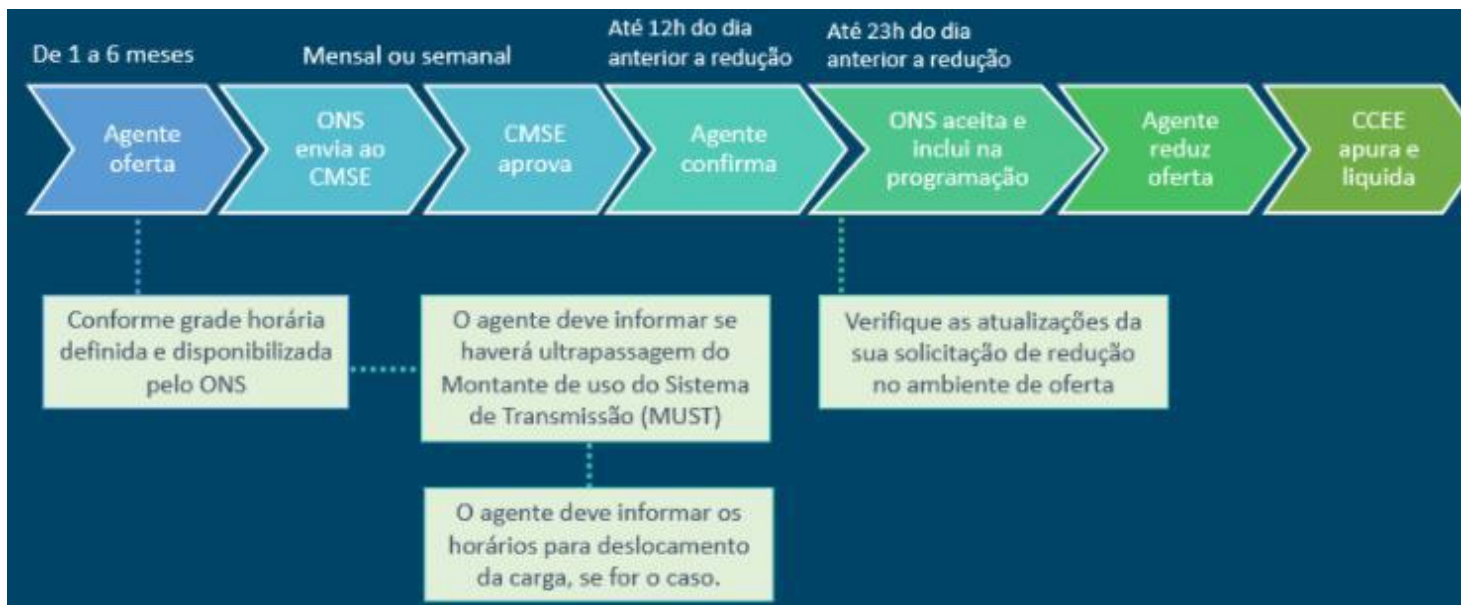 De 1 a 6 meses
Mensal ou semanal
Até 12h do dia
anterior a redução
Até 23h do dia
anterior a redução
Agente
oferta
ONS
envia ao
CMSE
CMSE
aprova
Agente
confirma
ONS aceita e
inclui na
programação
Agente
reduz
oferta
CCEE
apura e
liquida
Conforme grade horária
definida e disponibilizada
pelo ONS
O agente deve informar se
haverá ultrapassagem do
Montante de uso do Sistema
de Transmissão (MUST)
Verifique as atualizações da
sua solicitação de redução
no ambiente de oferta
O agente deve informar os
horários para deslocamento
da carga, se for o caso.